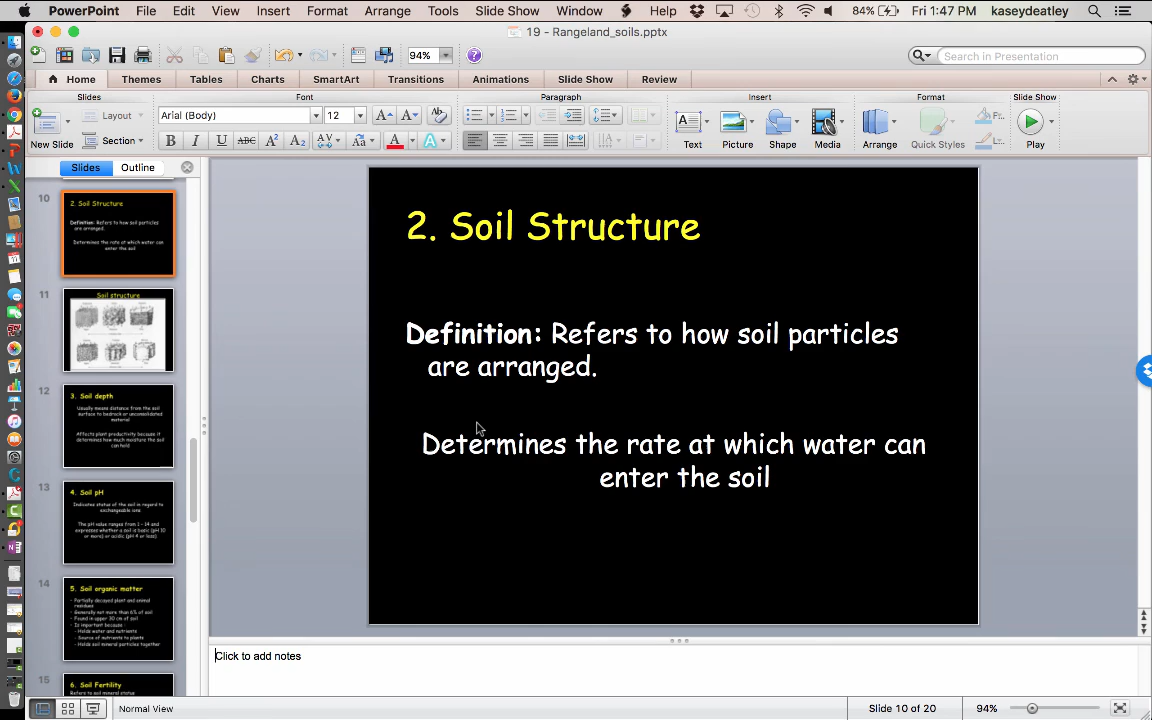 PowerPoint File Edit View Insert Format Arrange Tools Slide Show Window Help 84% Fri 1:47 PM kaseydeatley
19 - Rangeland_soils.pptx
94% Search in Presentation
Home Themes Tables Charts SmartArt Transitions Animations Slide Show Review
Slides Font Paragraph Insert Format Slide Show
Layout Arial (Body) 12
Section
New Slide Text Picture Shape Media Arrange Quick Styles Play
Slides Outline
10
2. Soil Structure
Definition: Refers to how soil particles
are arranged.
Determines the rate at which water can
enter the soil
11
Soil structure
12
3. Soil depth
Usually means distance from the soil
surface to bedrock or unconsolidated
material
Affects plant productivity because it
determines how much moisture the soil
can hold
13
4. Soil pH
Indicates status of the soil in regard to
exchangeable ions
The pH value ranges from 1 - 14 and
expresses whether a soil is basic (pH 10
or more) or acidic (pH 4 or less)
14
5. Soil organic matter
- Partially decayed plant and animal
residues
- Generally not more than 6% of soil
- Found in upper 30 cm of soil
- Is important because:
- Holds water and nutrients
- Source of nutrients to plants
- Holds soil mineral particles together
15
6. Soil Fertility
Refers to soil mineral status
2. Soil Structure
Definition: Refers to how soil particles
are arranged.
Determines the rate at which water can
enter the soil
Click to add notes
Normal View Slide 10 of 20 94%